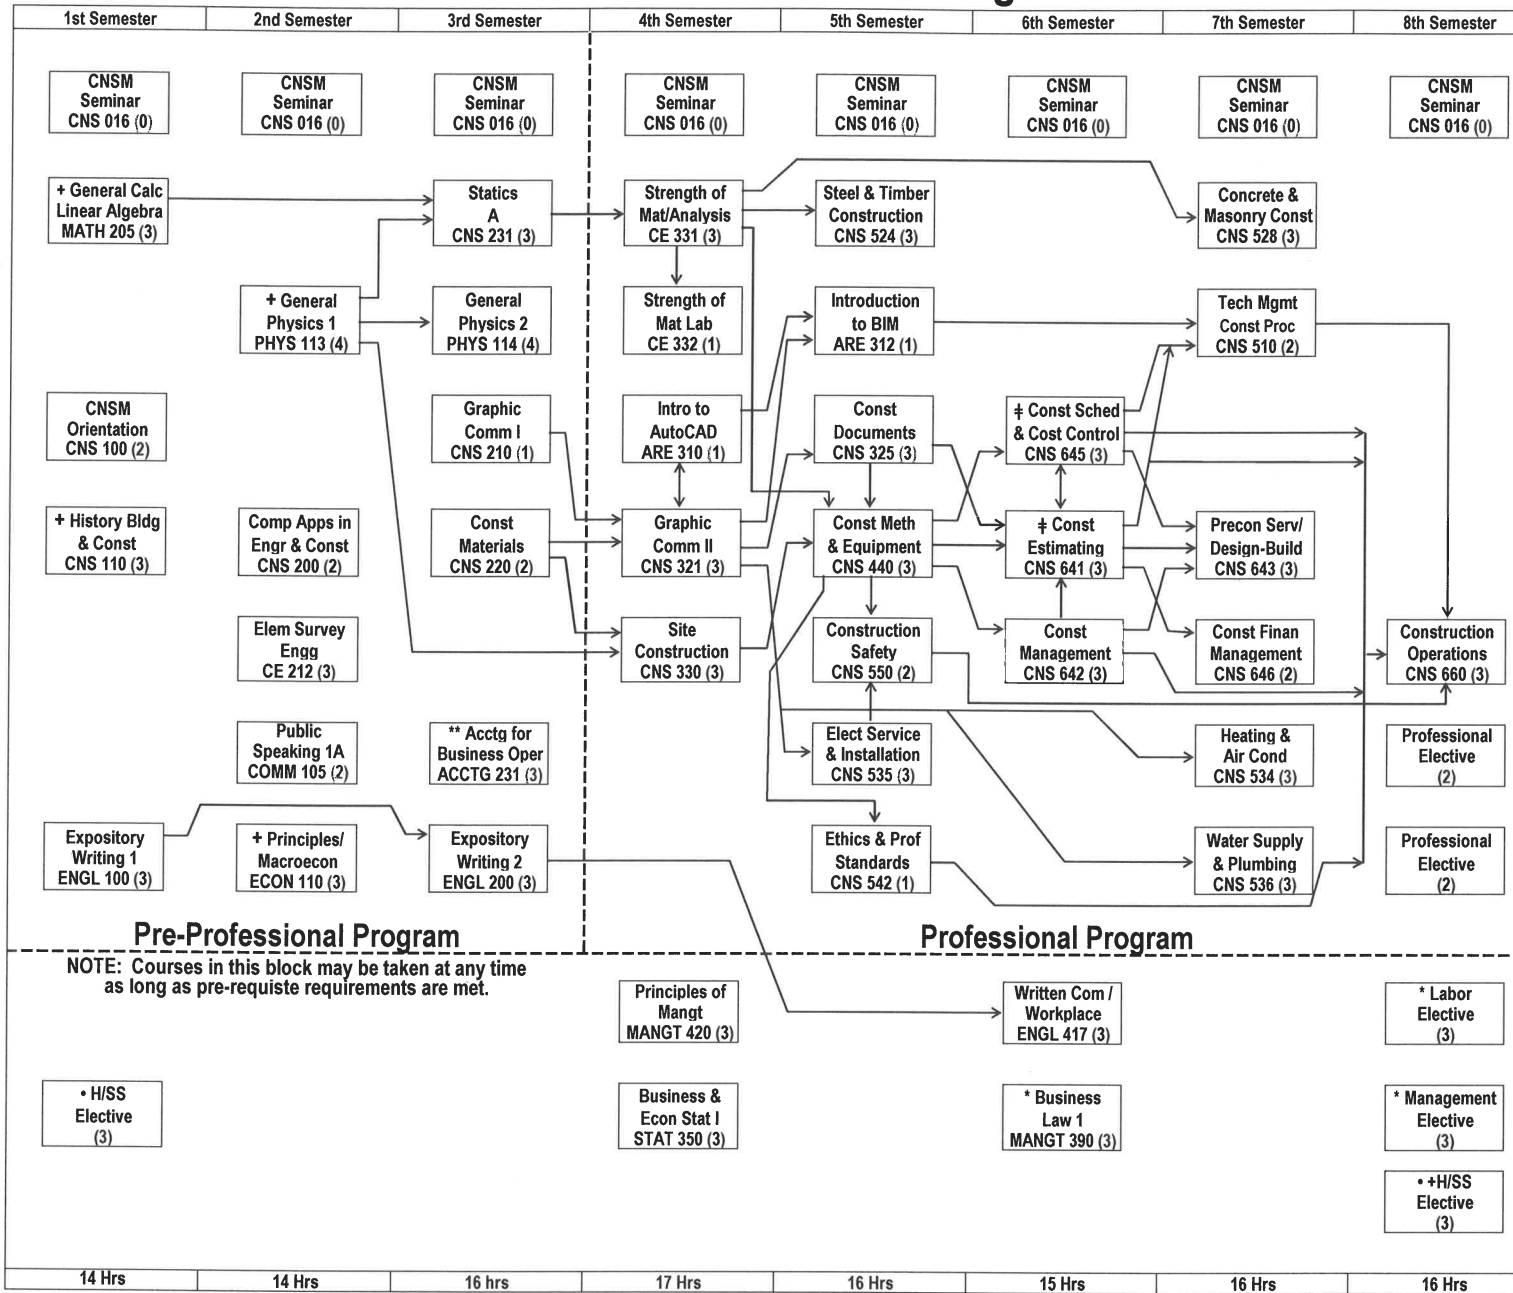 1st Semester
2nd Semester
3rd Semester
4th Semester
5th Semester
6th Semester
7th Semester
8th Semester
CNSM
Seminar
CNS 016 (0)
CNSM
Seminar
CNS 016 (0)
CNSM
Seminar
CNS 016 (0)
CNSM
Seminar
CNS 016 (0)
CNSM
Seminar
CNS 016 (0)
CNSM
Seminar
CNS 016 (0)
CNSM
Seminar
CNS 016 (0)
CNSM
Seminar
CNS 016 (0)
+ General Calc
Linear Algebra
MATH 205 (3)
Statics
A
CNS 231 (3)
Strength of
Mat/Analysis
CE 331 (3)
Steel & Timber
Construction
CNS 524 (3)
Concrete &
Masonry Const
CNS 528 (3)
+ General
Physics 1
PHYS 113 (4)
General
Physics 2
PHYS 114 (4)
Strength of
Mat Lab
CE 332 (1)
Introduction
to BIM
ARE 312 (1)
Tech Mgmt
Const Proc
CNS 510 (2)
CNSM
Orientation
CNS 100 (2)
Graphic
Comm I
CNS 210 (1)
Intro to
AutoCAD
ARE 310 (1)
Const
Documents
CNS 325 (3)
ǂ Const Sched
& Cost Control
CNS 645 (3)
+ History Bldg
& Const
CNS 110 (3)
Comp Apps in
Engr & Const
CNS 200 (2)
Const
Materials
CNS 220 (2)
Graphic
Comm II
CNS 321 (3)
Const Meth
& Equipment
CNS 440 (3)
ǂ Const
Estimating
CNS 641 (3)
Precon Serv/
Design-Build
CNS 643 (3)
Elem Survey
Engg
CE 212 (3)
Site
Construction
CNS 330 (3)
Construction
Safety
CNS 550 (2)
Const
Management
CNS 642 (3)
Const Finan
Management
CNS 646 (2)
Construction
Operations
CNS 660 (3)
Public
Speaking 1A
COMM 105 (2)
** Acctg for
Business Oper
ACCTG 231 (3)
Elect Service
& Installation
CNS 535 (3)
Heating &
Air Cond
CNS 534 (3)
Professional
Elective
(2)
Expository
Writing 1
ENGL 100 (3)
+ Principles/
Macroecon
ECON 110 (3)
Expository
Writing 2
ENGL 200 (3)
Ethics & Prof
Standards
CNS 542 (1)
Water Supply
& Plumbing
CNS 536 (3)
Professional
Elective
(2)
Pre-Professional Program
Professional Program
NOTE: Courses in this block may be taken at any time
as long as pre-requiste requirements are met.
Principles of
Mangt
MANGT 420 (3)
Written Com /
Workplace
ENGL 417 (3)
* Labor
Elective
(3)
• H/SS
Elective
(3)
Business &
Econ Stat I
STAT 350 (3)
* Business
Law 1
MANGT 390 (3)
* Management
Elective
(3)
• +H/SS
Elective
(3)
14 Hrs
14 Hrs
16 hrs
17 Hrs
16 Hrs
15 Hrs
16 Hrs
16 Hrs